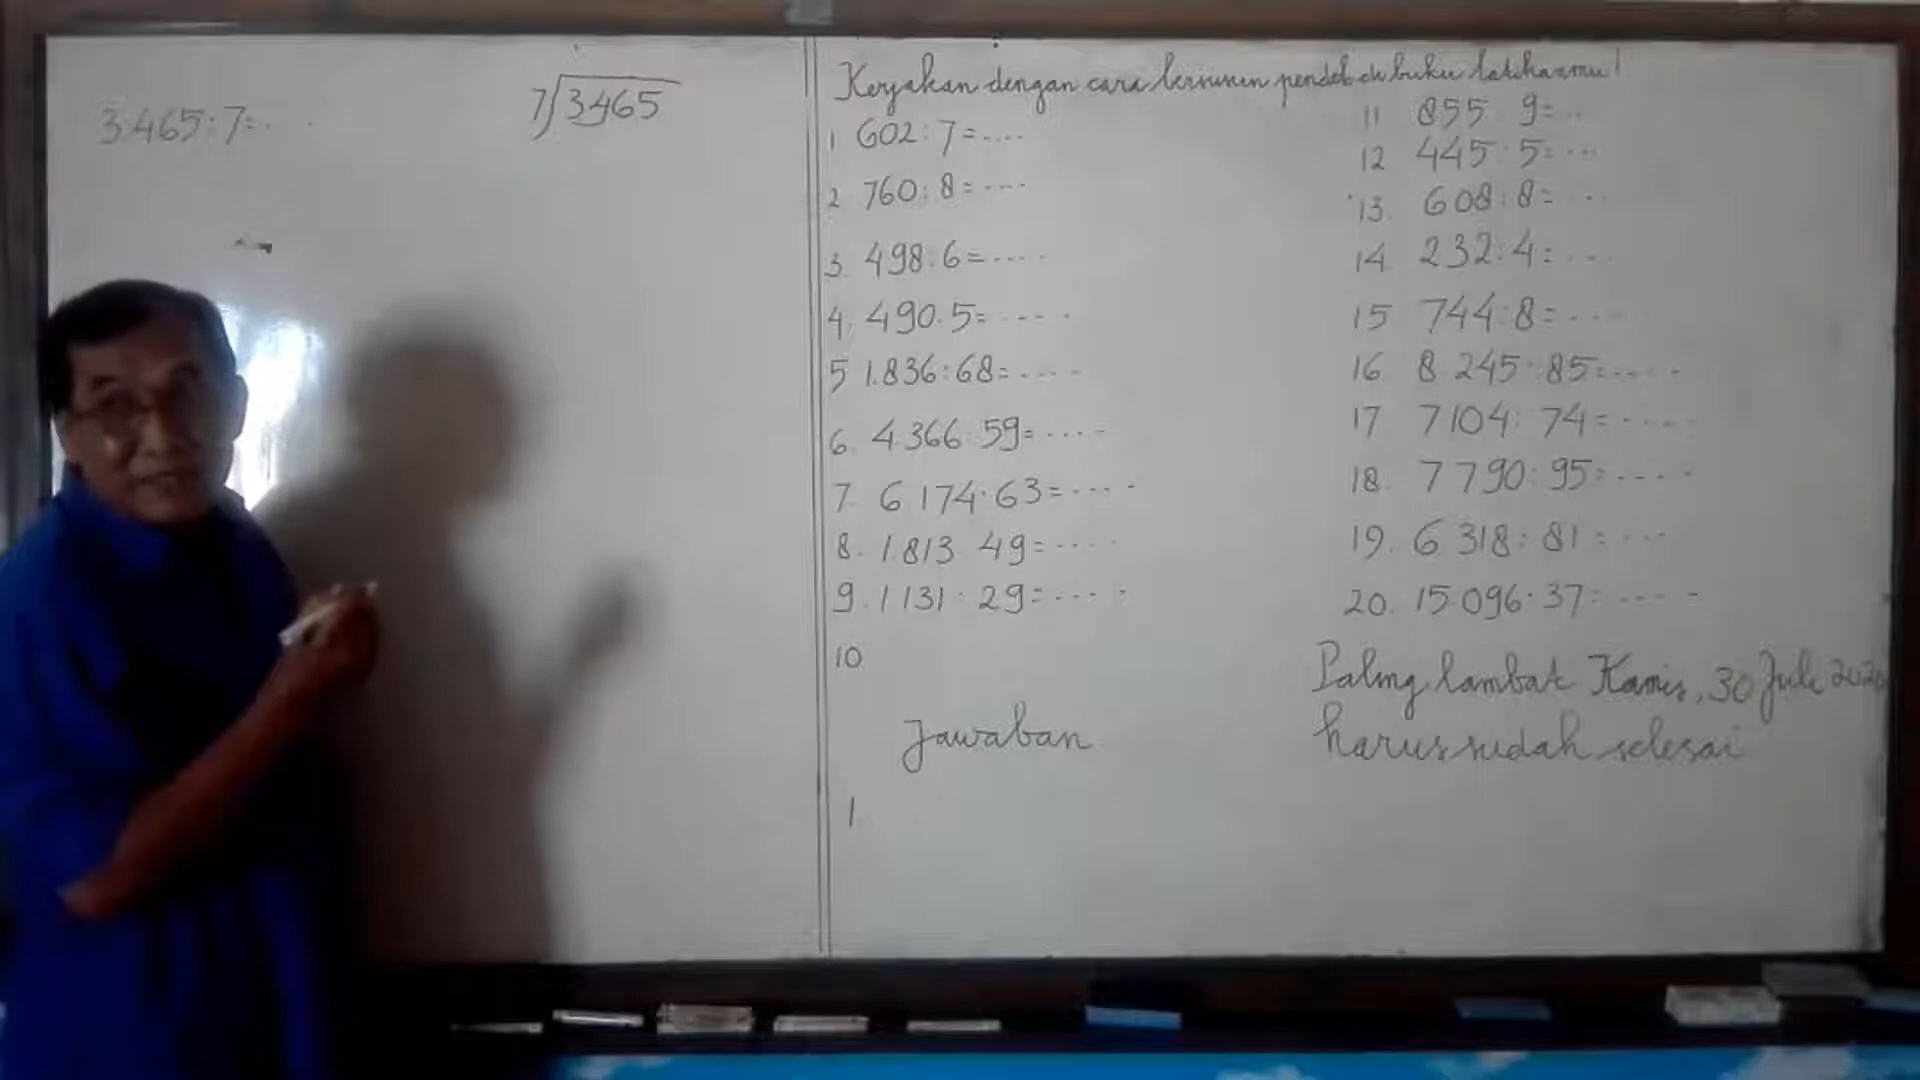 3.465:7=...
7)3.465
Kerjakan dengan cara bersusun pendek di buku latihanmu!
1 602:7=....
2 760:8=....
3. 498:6=....
4. 490:5=.....
5 1.836:68=....
6. 4.366:59=....
7. 6 174:63=....
8. 1.813 49=....
9. 1 131:29=....
10
11 855 9=...
12 445:5=...
13. 608:8=...
14 232:4=...
15 744:8=...
16 8.245:85=.....
17 7104:74=.....
18. 7 790:95=.....
19. 6 318:81=...
20. 15.096:37=.....
Paling lambat Kamis, 30 Juli 2020
harus sudah selesai
Jawaban
1